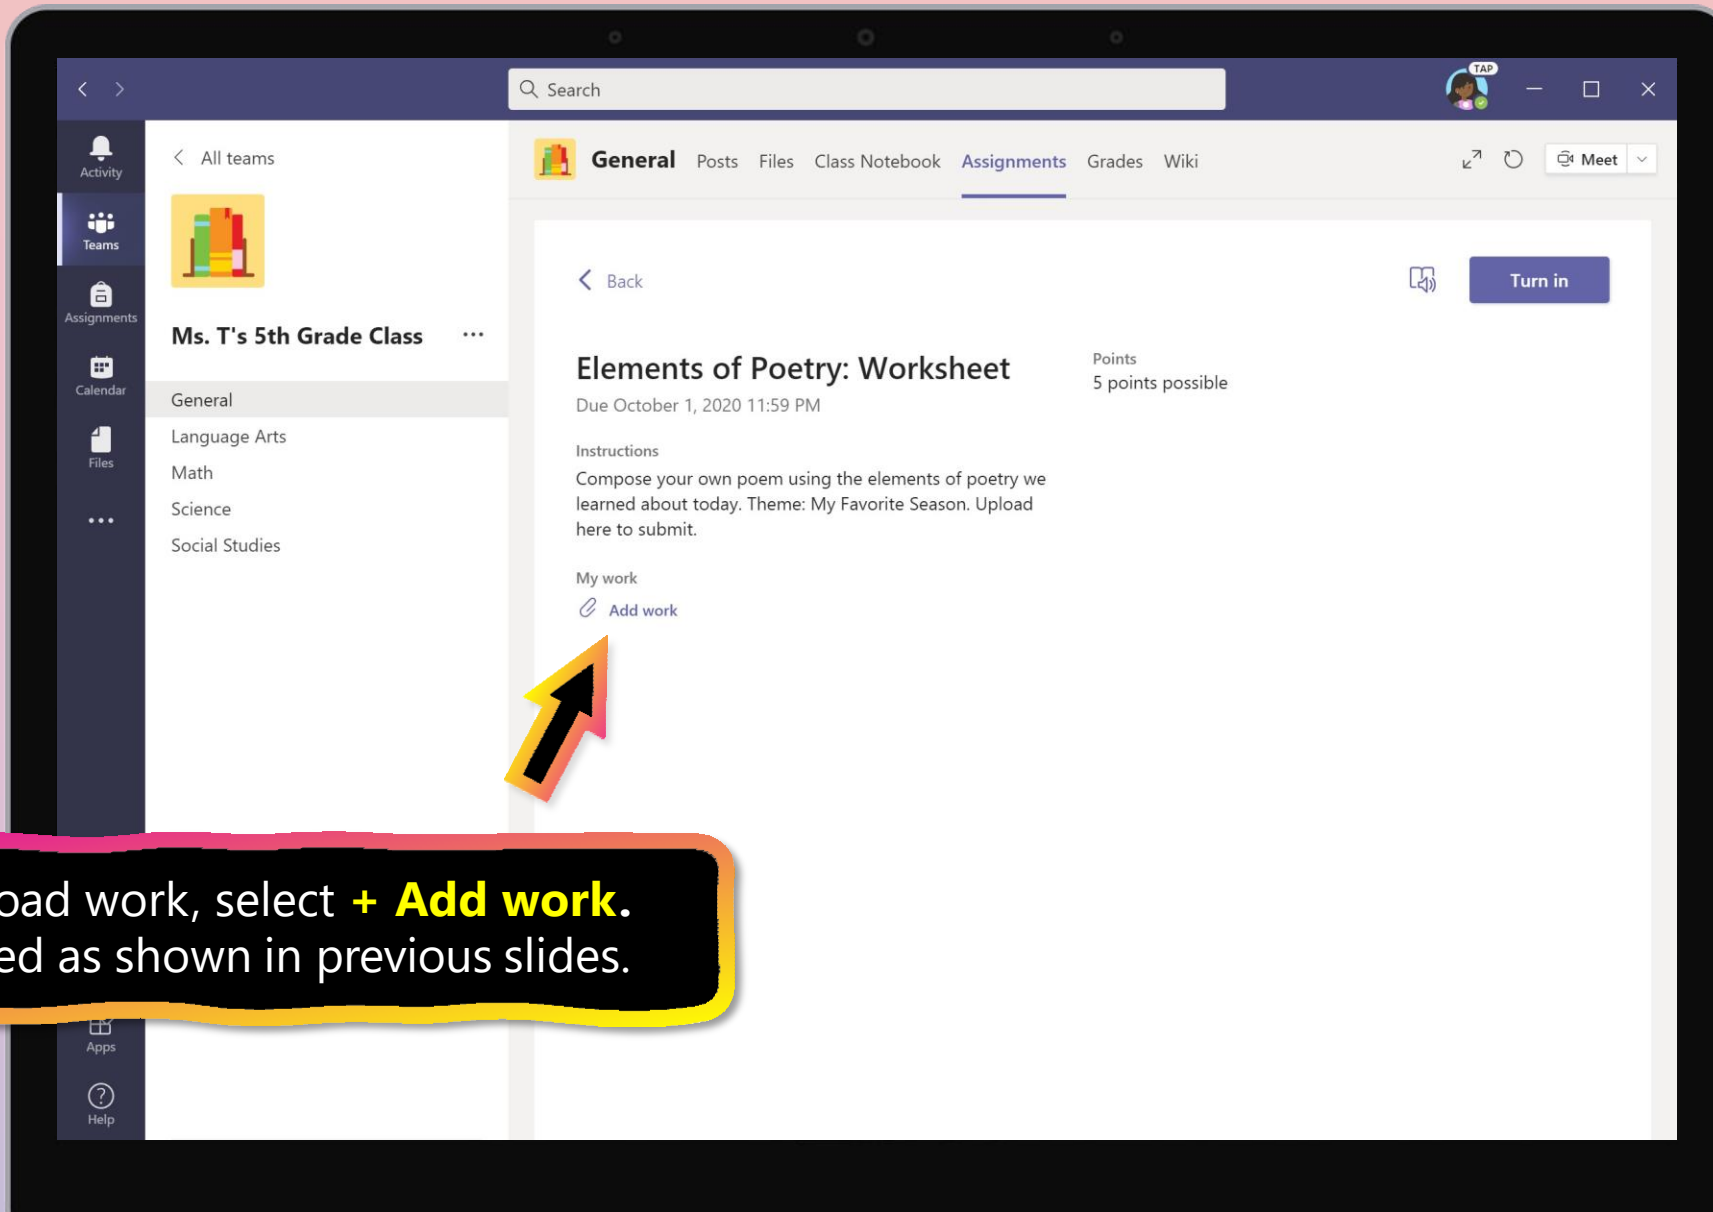 Search
TAP
Activity
Teams
Assignments
Calendar
Files
Apps
Help
All teams
Ms. T's 5th Grade Class
General
Language Arts
Math
Science
Social Studies
General Posts Files Class Notebook Assignments Grades Wiki
Meet
Back
Turn in
Elements of Poetry: Worksheet
Due October 1, 2020 11:59 PM
Points
5 points possible
Instructions
Compose your own poem using the elements of poetry we
learned about today. Theme: My Favorite Season. Upload
here to submit.
My work
Add work
work, select + Add work.
as shown in previous slides.